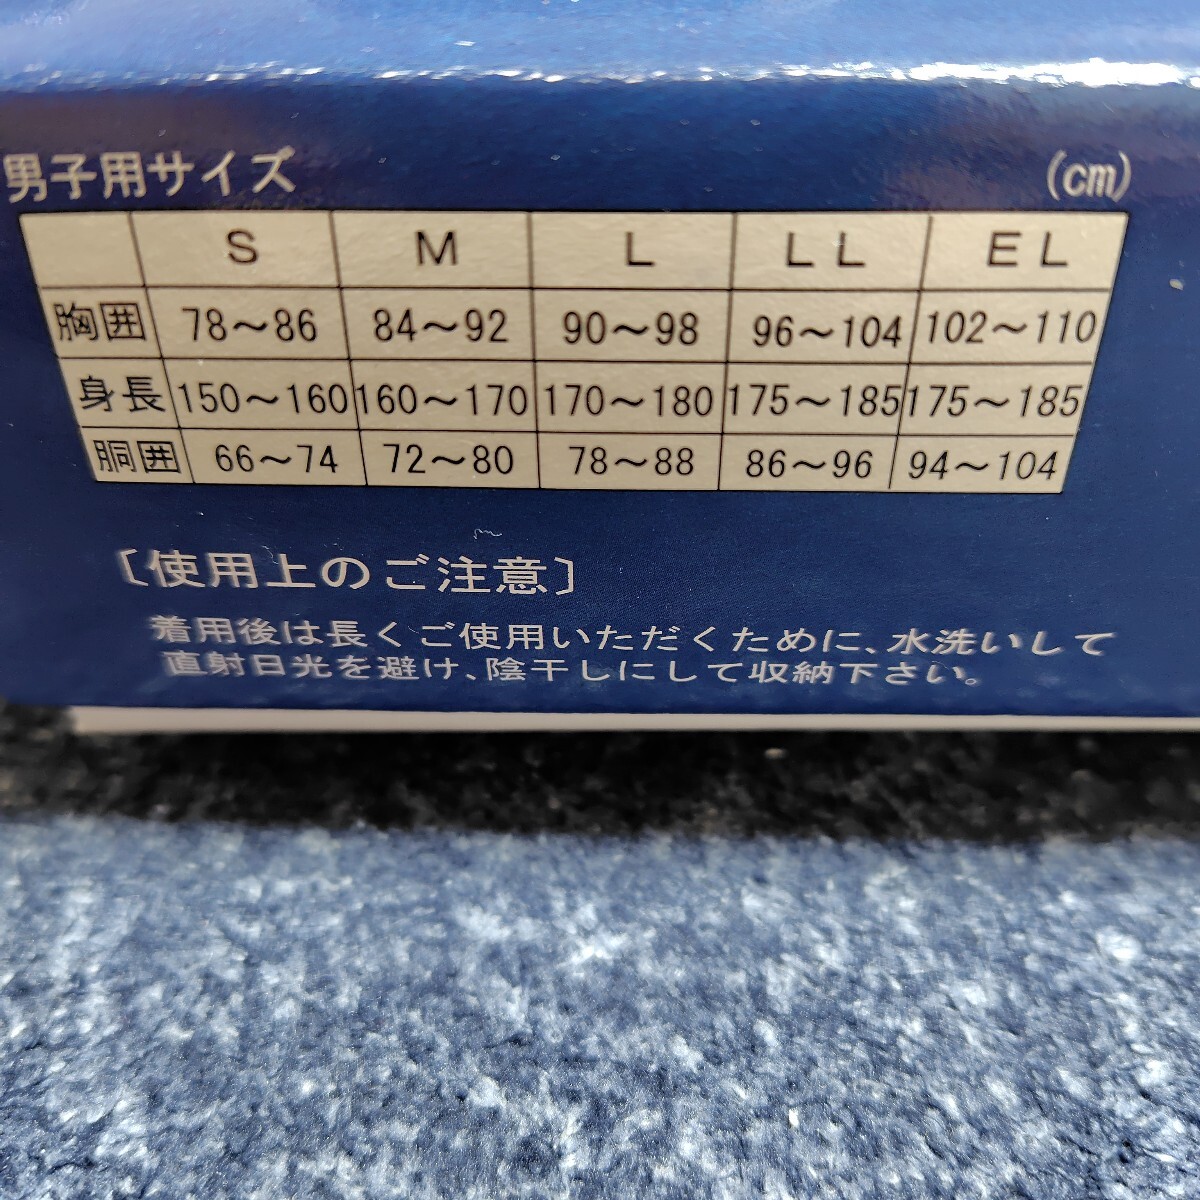 男子用サイズ (cm)
S M L LL EL
胸囲 78～86 84～92 90～98 96～104 102～110
身長 150～160 160～170 170～180 175～185 175～185
胴囲 66～74 72～80 78～88 86～96 94～104
〔使用上のご注意〕
着用後は長くご使用いただくために、水洗いして
直射日光を避け、陰干しにして収納下さい。